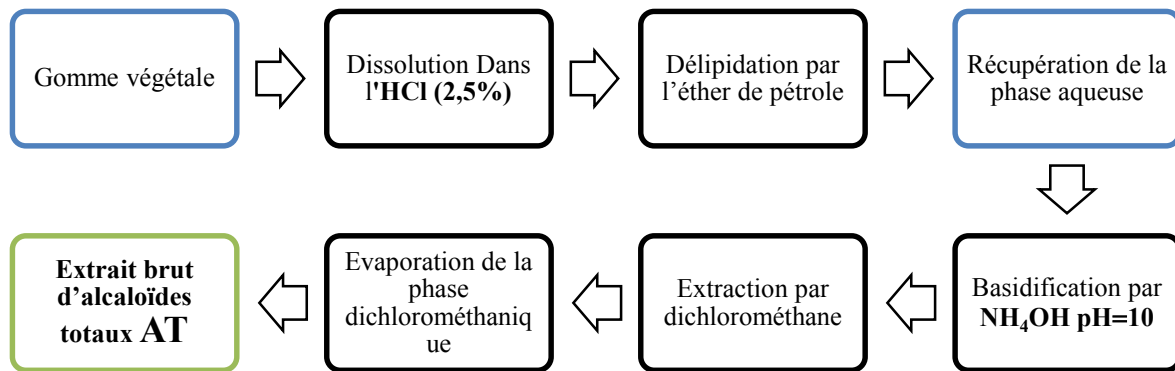 Gomme végétale
Dissolution Dans
l'HCl (2,5%)
Délipidation par
l’éther de pétrole
Récupération de la
phase aqueuse
Basidification par
NH₄OH pH=10
Extraction par
dichlorométhane
Evaporation de la
phase
dichlorométhaniq
ue
Extrait brut
d’alcaloïdes
totaux AT